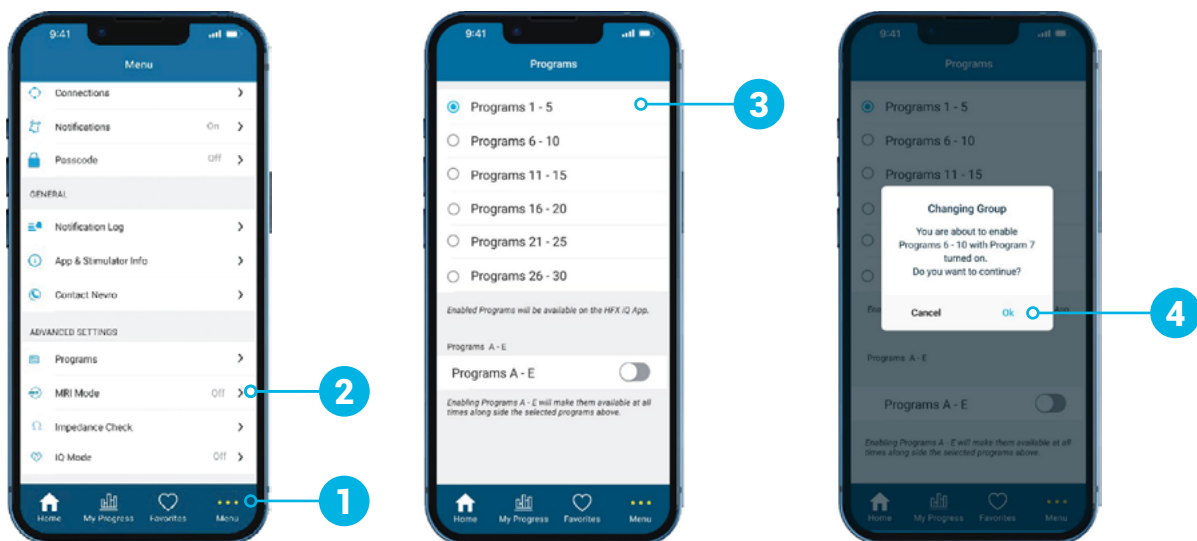 9:41
Menu
Connections
Notifications On
Passcode Off
GENERAL
Notification Log
App & Stimulator Info
Contact Nevro
ADVANCED SETTINGS
Programs
MRI Mode Off
2
Impedance Check
IQ Mode Off
1
Home My Progress Favorites Menu
9:41
Programs
Programs 1 - 5
3
Programs 6 - 10
Programs 11 - 15
Programs 16 - 20
Programs 21 - 25
Programs 26 - 30
Enabled Programs will be available on the HFX iQ App.
Programs A - E
Programs A - E
Enabling Programs A - E will make them available at all
times along side the selected programs above.
Home My Progress Favorites Menu
9:41
Programs
Programs 1 - 5
Programs 6 - 10
Programs 11 - 15
Changing Group
You are about to enable
Programs 6 - 10 with Program 7
turned on.
Do you want to continue?
Cancel Ok
4
Programs A - E
Programs A - E
Enabling Programs A - E will make them available at all
times along side the selected programs above.
Home My Progress Favorites Menu